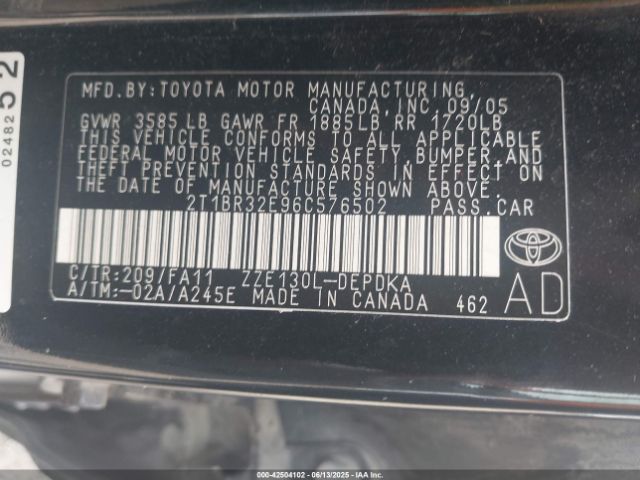 02482 52
MFD.BY:TOYOTA MOTOR MANUFACTURING,
CANADA,INC.09/05
GVWR 3585 LB GAWR FR 1885LB RR 1720LB
THIS VEHICLE CONFORMS TO ALL APPLICABLE
FEDERAL MOTOR VEHICLE SAFETY,BUMPER,AND
THEFT PREVENTION STANDARDS IN EFFECT ON
THE DATE OF MANUFACTURE SHOWN ABOVE.
2T1BR32E96C576502 PASS.CAR
C/TR:209/FA11 ZZE130L-DEPDKA
A/TM:-02A/A245E MADE IN CANADA 462
AD
000-42504102 - 06/13/2025 - IAAI.COM